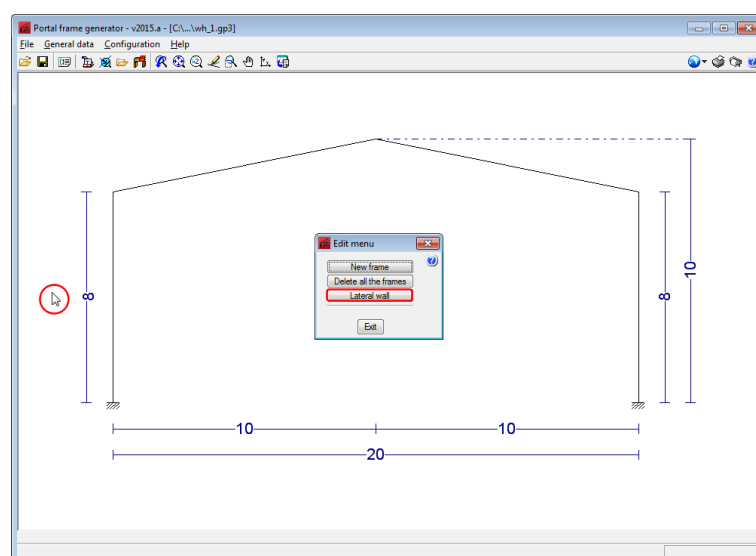 Portal frame generator - v2015.a - [C:\...\wh_1.gp3]
File General data Configuration Help
Edit menu
New frame
Delete all the frames
Lateral wall
Exit
8
8
10
10
10
20